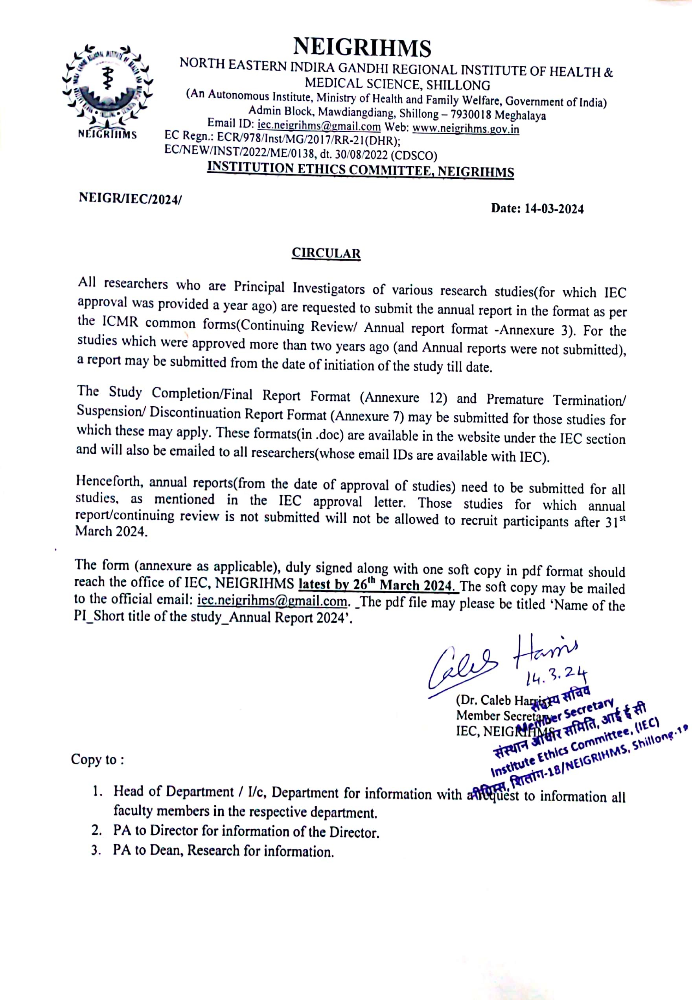 NEIGRIHMS
NORTH EASTERN INDIRA GANDHI REGIONAL INSTITUTE OF HEALTH &
MEDICAL SCIENCE, SHILLONG
(An Autonomous Institute, Ministry of Health and Family Welfare, Government of India)
Admin Block, Mawdiangdiang, Shillong – 7930018 Meghalaya
Email ID: iec.neigrihms@gmail.com Web: www.neigrihms.gov.in
NEIGRIHMS
EC Regn.: ECR/978/Inst/MG/2017/RR-21(DHR);
EC/NEW/INST/2022/ME/0138, dt. 30/08/2022 (CDSCO)
INSTITUTION ETHICS COMMITTEE, NEIGRIHMS
NEIGR/IEC/2024/
Date: 14-03-2024
CIRCULAR
All researchers who are Principal Investigators of various research studies(for which IEC
approval was provided a year ago) are requested to submit the annual report in the format as per
the ICMR common forms(Continuing Review/ Annual report format -Annexure 3). For the
studies which were approved more than two years ago (and Annual reports were not submitted),
a report may be submitted from the date of initiation of the study till date.
The Study Completion/Final Report Format (Annexure 12) and Premature Termination/
Suspension/ Discontinuation Report Format (Annexure 7) may be submitted for those studies for
which these may apply. These formats(in .doc) are available in the website under the IEC section
and will also be emailed to all researchers(whose email IDs are available with IEC).
Henceforth, annual reports(from the date of approval of studies) need to be submitted for all
studies, as mentioned in the IEC approval letter. Those studies for which annual
report/continuing review is not submitted will not be allowed to recruit participants after 31st
March 2024.
The form (annexure as applicable), duly signed along with one soft copy in pdf format should
reach the office of IEC, NEIGRIHMS latest by 26th March 2024. The soft copy may be mailed
to the official email: iec.neigrihms@gmail.com. _The pdf file may please be titled ‘Name of the
PI_Short title of the study_Annual Report 2024’.
Caleb Harris
14.3.24
(Dr. Caleb Harris)
Member Secretary
IEC, NEIGRIHMS
सदस्य सचिव
Member Secretary
संस्थान आचार समिति, आई ई सी
Institute Ethics Committee, (IEC)
नीग्रिम्स, शिलांग-18/NEIGRIHMS, Shillong-18
Copy to :
1. Head of Department / I/c, Department for information with a request to information all
faculty members in the respective department.
2. PA to Director for information of the Director.
3. PA to Dean, Research for information.